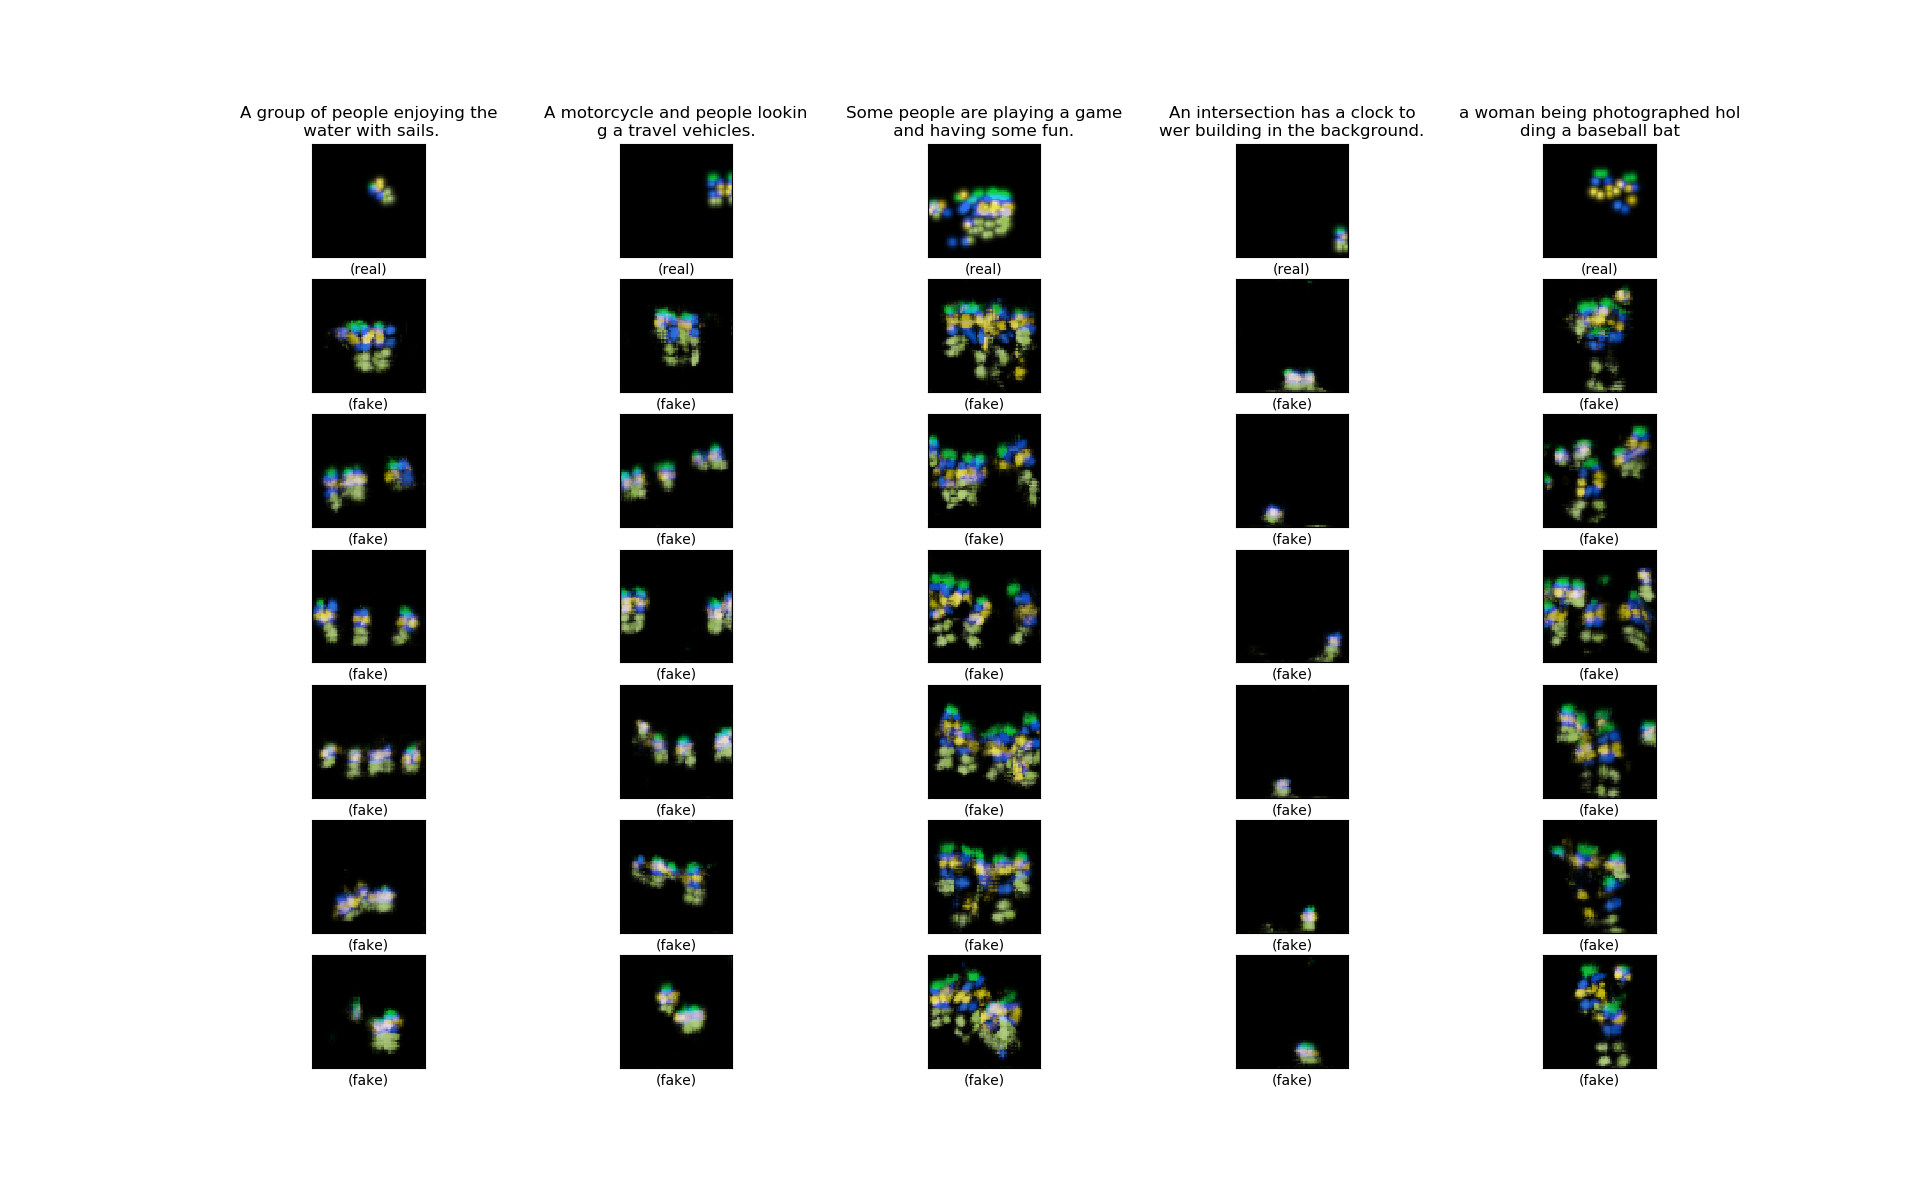 A group of people enjoying the
water with sails.
A motorcycle and people lookin
g a travel vehicles.
Some people are playing a game
and having some fun.
An intersection has a clock to
wer building in the background.
a woman being photographed hol
ding a baseball bat
(real) (real) (real) (real) (real)
(fake) (fake) (fake) (fake) (fake)
(fake) (fake) (fake) (fake) (fake)
(fake) (fake) (fake) (fake) (fake)
(fake) (fake) (fake) (fake) (fake)
(fake) (fake) (fake) (fake) (fake)
(fake) (fake) (fake) (fake) (fake)